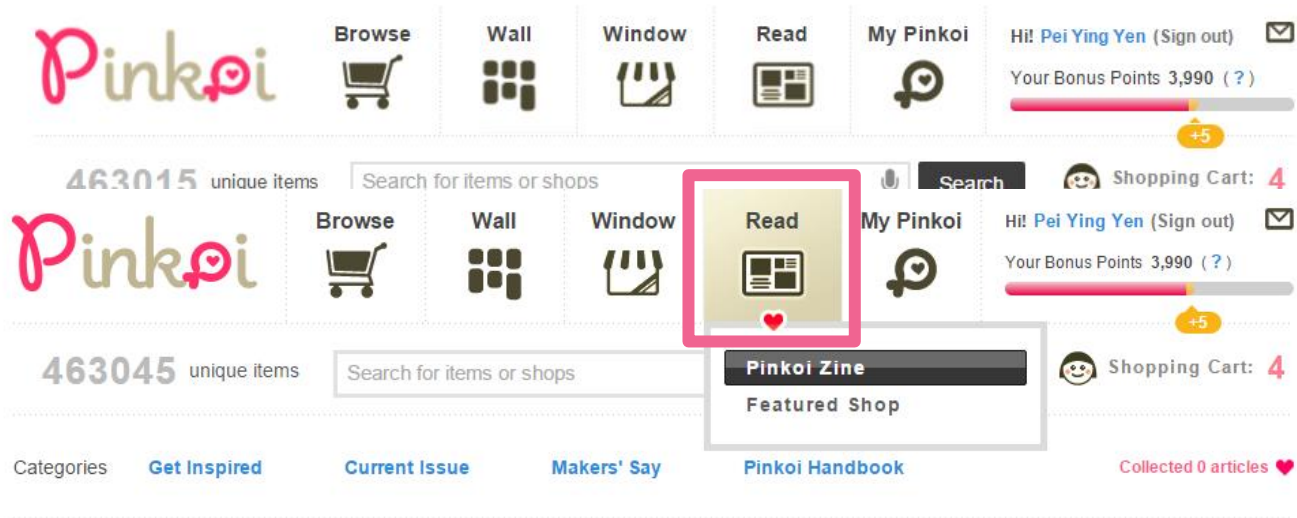 Pinkoi
Browse Wall Window Read My Pinkoi
Hi! Pei Ying Yen (Sign out)
Your Bonus Points 3,990 ( ? )
+5
463015 unique items Search for items or shops Search Shopping Cart: 4
Pinkoi
Browse Wall Window Read My Pinkoi
Hi! Pei Ying Yen (Sign out)
Your Bonus Points 3,990 ( ? )
+5
463045 unique items Search for items or shops Shopping Cart: 4
Pinkoi Zine
Featured Shop
Categories Get Inspired Current Issue Makers' Say Pinkoi Handbook Collected 0 articles